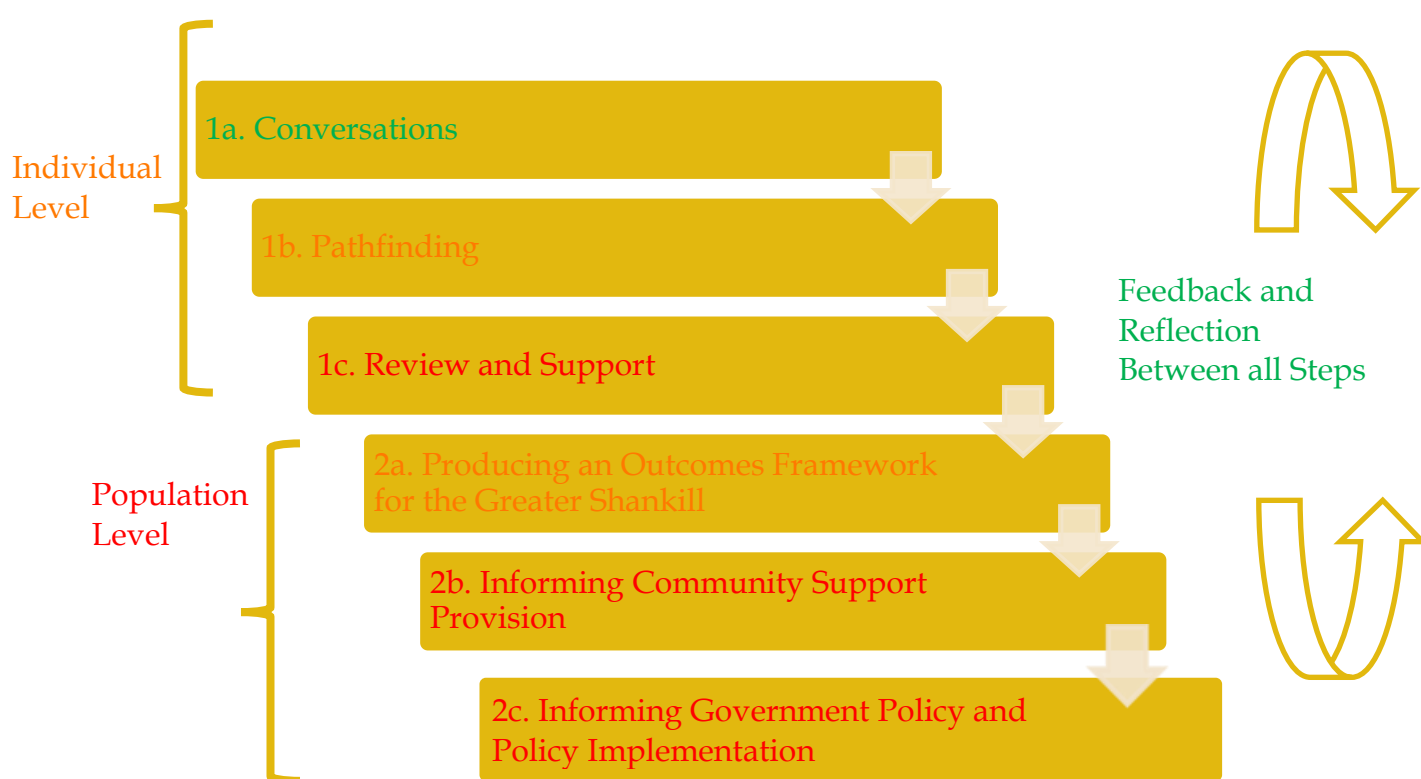 1a. Conversations
Individual
Level
1b. Pathfinding
Feedback and
Reflection
Between all Steps
1c. Review and Support
2a. Producing an Outcomes Framework
for the Greater Shankill
Population
Level
2b. Informing Community Support
Provision
2c. Informing Government Policy and
Policy Implementation